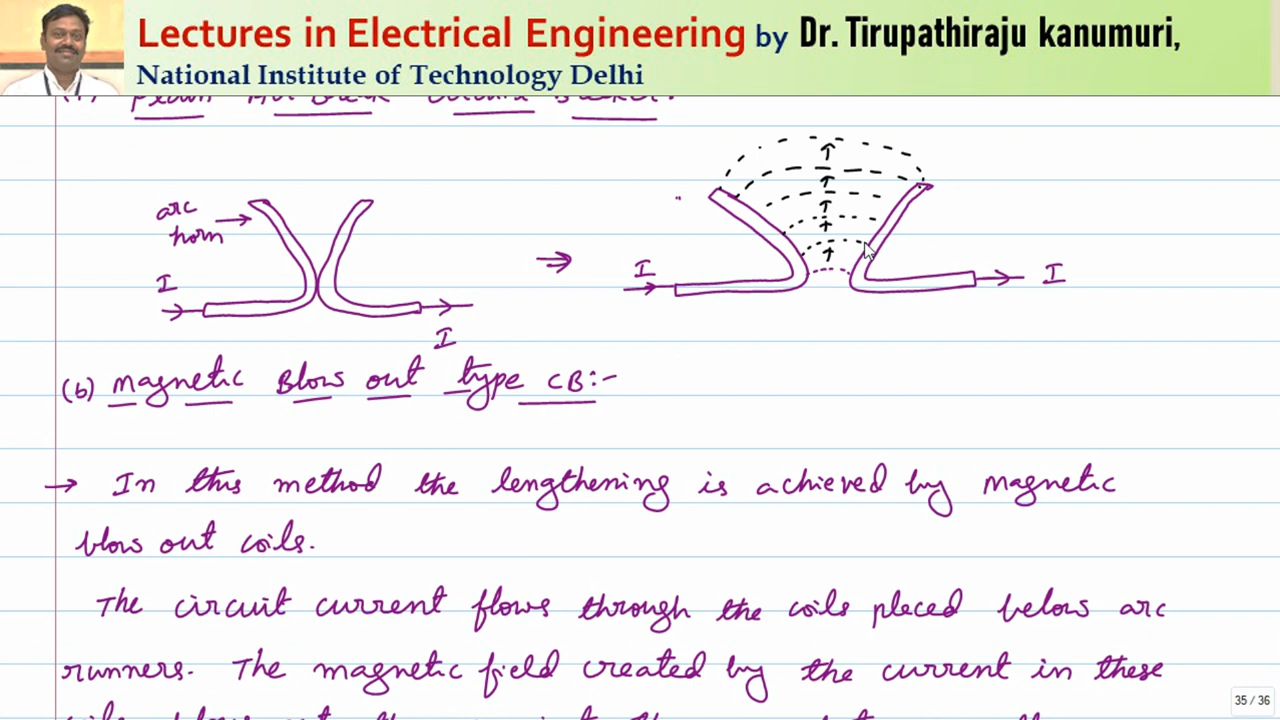 Lectures in Electrical Engineering by Dr. Tirupathiraju kanumuri,
National Institute of Technology Delhi
arc
horn
I
I
I
I
(b) Magnetic Blow out type CB:-
→ In this method the lengthening is achieved by magnetic
blow out coils.
The circuit current flows through the coils placed below arc
runners. The magnetic field created by the current in these
35 / 36